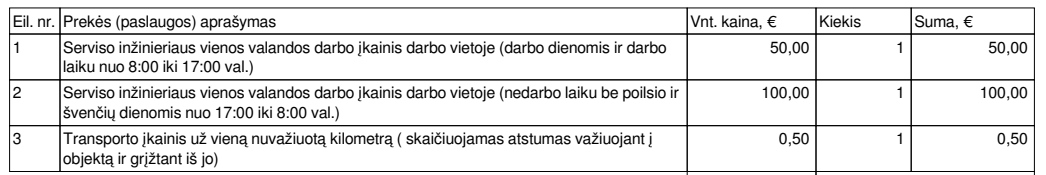 Eil. nr. Prekės (paslaugos) aprašymas Vnt. kaina, € Kiekis Suma, €
1 Serviso inžinieriaus vienos valandos darbo įkainis darbo vietoje (darbo dienomis ir darbo 50,00 1 50,00
laiku nuo 8:00 iki 17:00 val.)
2 Serviso inžinieriaus vienos valandos darbo įkainis darbo vietoje (nedarbo laiku be poilsio ir 100,00 1 100,00
švenčių dienomis nuo 17:00 iki 8:00 val.)
3 Transporto įkainis už vieną nuvažiuotą kilometrą ( skaičiuojamas atstumas važiuojant į 0,50 1 0,50
objektą ir grįžtant iš jo)